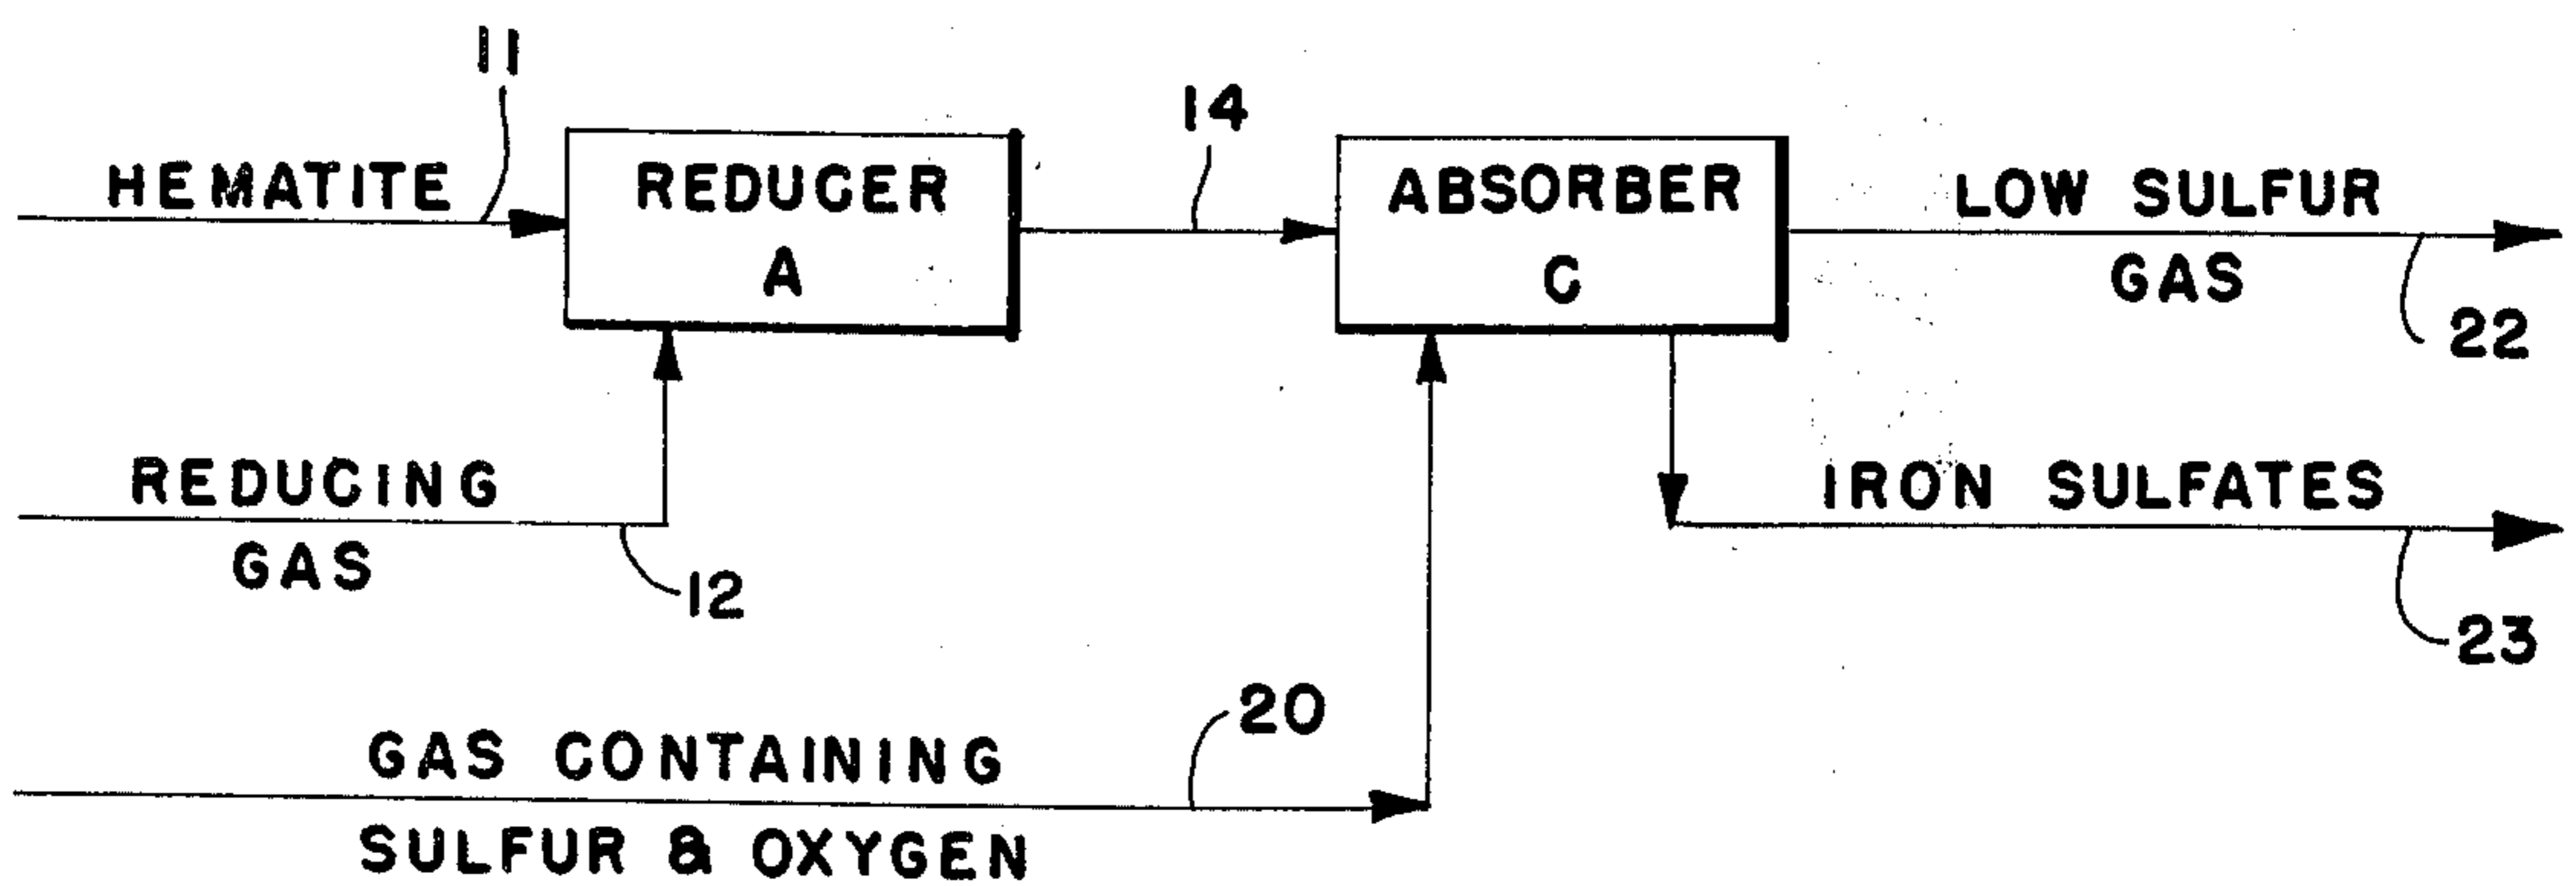 11
14
HEMATITE
REDUCER
A
ABSORBER
C
LOW SULFUR
GAS
22
REDUCING
GAS
12
IRON SULFATES
23
20
GAS CONTAINING
SULFUR & OXYGEN